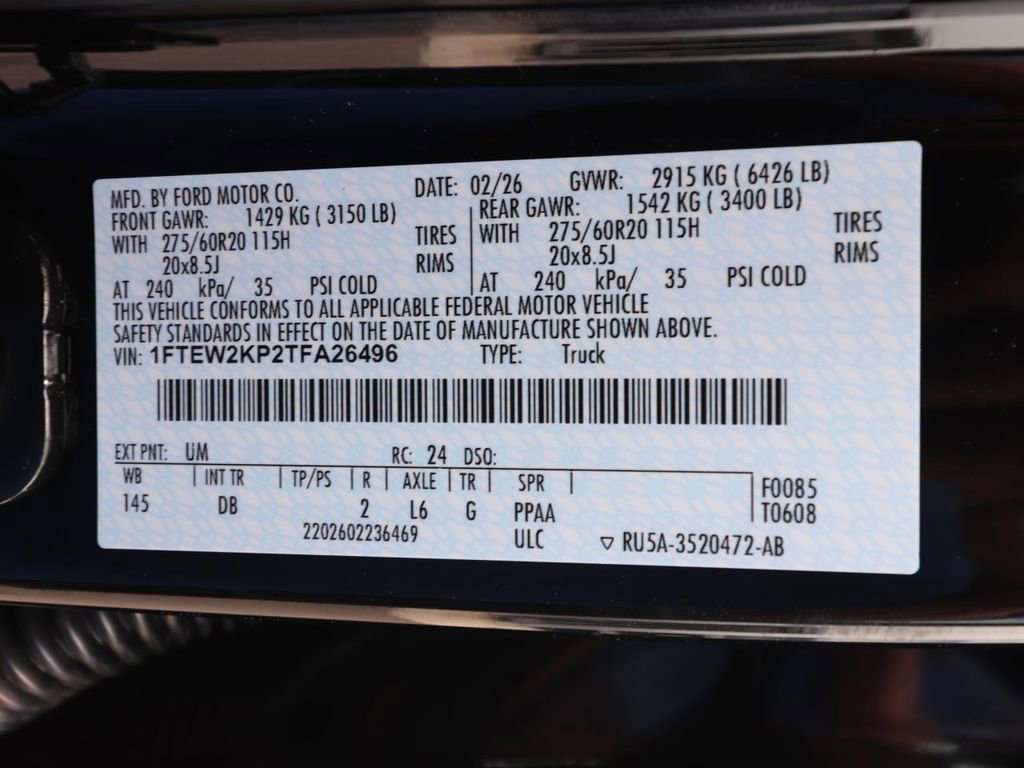 MFD. BY FORD MOTOR CO. DATE: 02/26 GVWR: 2915 KG ( 6426 LB)
FRONT GAWR: 1429 KG ( 3150 LB) REAR GAWR: 1542 KG ( 3400 LB)
WITH 275/60R20 115H TIRES WITH 275/60R20 115H TIRES
20x8.5J RIMS 20x8.5J RIMS
AT 240 kPa/ 35 PSI COLD AT 240 kPa/ 35 PSI COLD
THIS VEHICLE CONFORMS TO ALL APPLICABLE FEDERAL MOTOR VEHICLE
SAFETY STANDARDS IN EFFECT ON THE DATE OF MANUFACTURE SHOWN ABOVE.
VIN: 1FTEW2KP2TFA26496 TYPE: Truck
EXT PNT: UM RC: 24 DSO:
WB INT TR TP/PS R AXLE TR SPR F0085
145 DB 2 L6 G PPAA T0608
2202602236469 ULC ▽ RU5A-3520472-AB